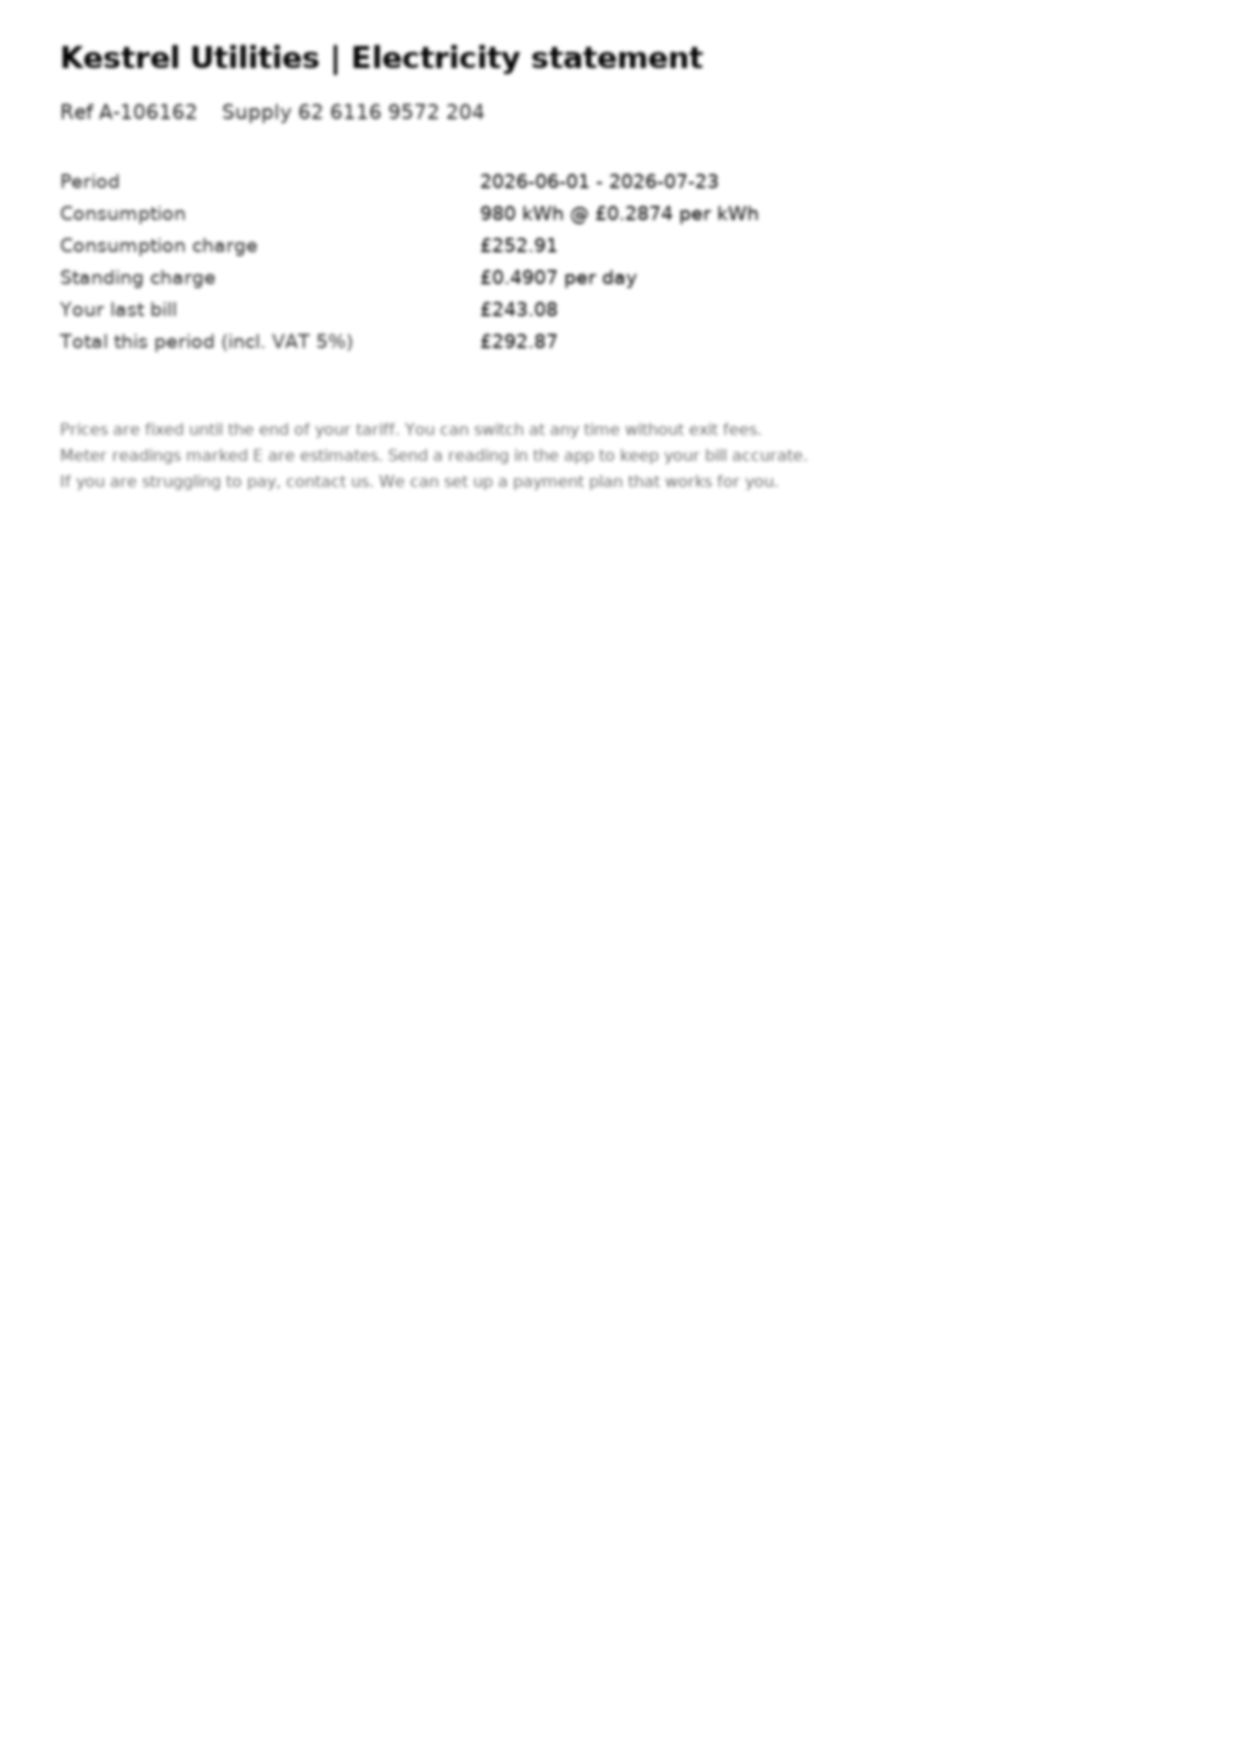 Kestrel Utilities | Electricity statement
Ref A-106162 Supply 62 6116 9572 204
Period 2026-06-01 - 2026-07-23
Consumption 980 kWh @ £0.2874 per kWh
Consumption charge £252.91
Standing charge £0.4907 per day
Your last bill £243.08
Total this period (incl. VAT 5%) £292.87
Prices are fixed until the end of your tariff. You can switch at any time without exit fees.
Meter readings marked E are estimates. Send a reading in the app to keep your bill accurate.
If you are struggling to pay, contact us. We can set up a payment plan that works for you.